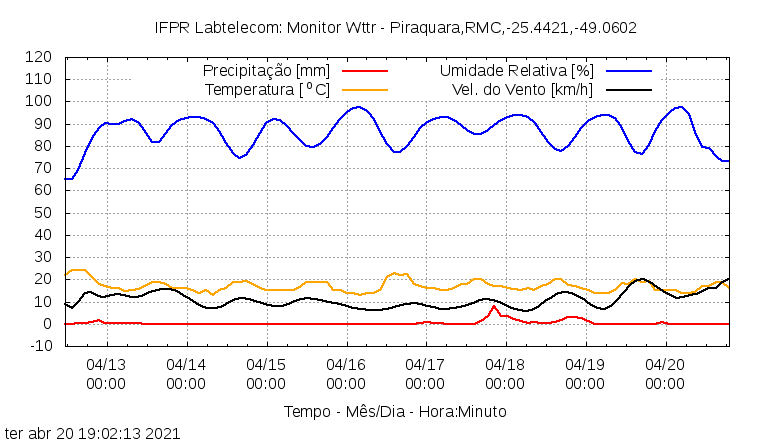 IFPR Labtelecom: Monitor Wttr - Piraquara,RMC,-25.4421,-49.0602
Precipitação [mm] Umidade Relativa [%]
Temperatura [⁰C] Vel. do Vento [km/h]
120
110
100
90
80
70
60
50
40
30
20
10
0
-10
04/13 04/14 04/15 04/16 04/17 04/18 04/19 04/20
00:00 00:00 00:00 00:00 00:00 00:00 00:00 00:00
Tempo - Mês/Dia - Hora:Minuto
ter abr 20 19:02:13 2021